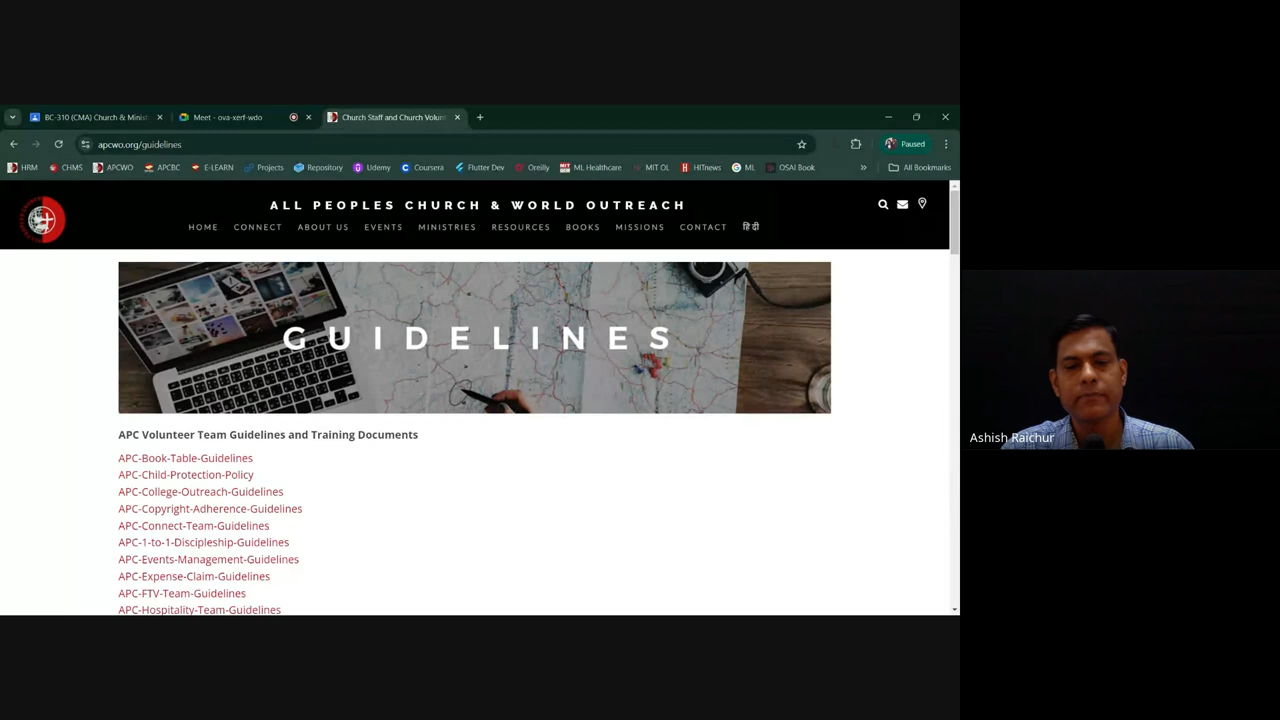 BC-310 (CMA) Church & Minist
Meet - ova-xerf-wdo
Church Staff and Church Volun
apcwo.org/guidelines
Paused
HRM
CHMS
APCWO
APCBC
E-LEARN
Projects
Repository
Udemy
Coursera
Flutter Dev
Oreilly
ML Healthcare
MIT OL
HITnews
ML
OSAI Book
»
All Bookmarks
ALL PEOPLES CHURCH & WORLD OUTREACH
HOME CONNECT ABOUT US EVENTS MINISTRIES RESOURCES BOOKS MISSIONS CONTACT हिंदी
GUIDELINES
APC Volunteer Team Guidelines and Training Documents
APC-Book-Table-Guidelines
APC-Child-Protection-Policy
APC-College-Outreach-Guidelines
APC-Copyright-Adherence-Guidelines
APC-Connect-Team-Guidelines
APC-1-to-1-Discipleship-Guidelines
APC-Events-Management-Guidelines
APC-Expense-Claim-Guidelines
APC-FTV-Team-Guidelines
APC-Hospitality-Team-Guidelines
Ashish Raichur